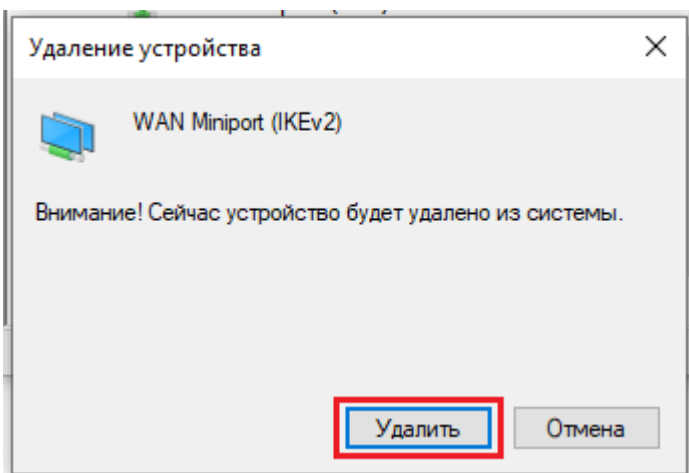 Удаление устройства
WAN Miniport (IKEv2)
Внимание! Сейчас устройство будет удалено из системы.
Удалить
Отмена